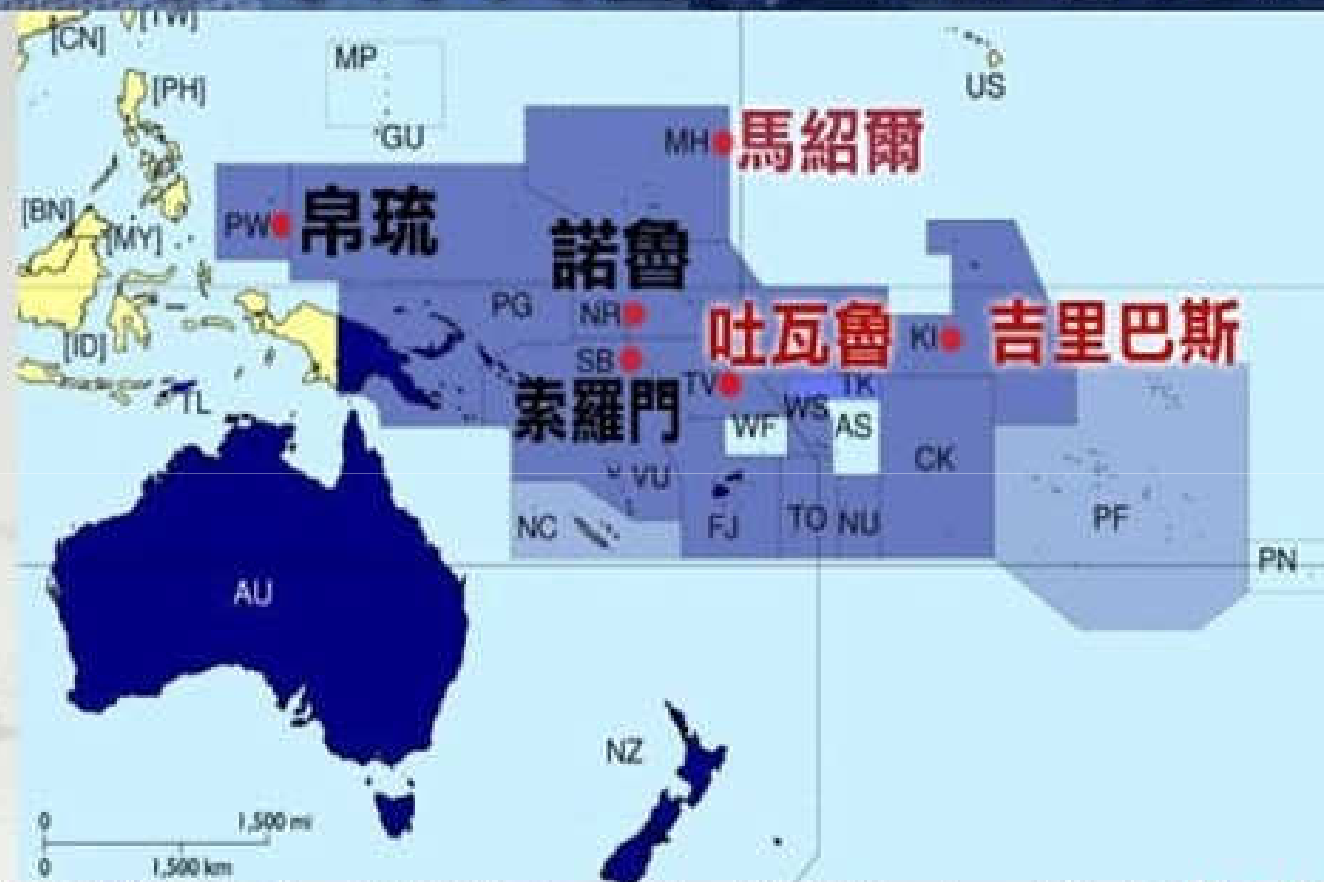 [TW]
[CN]
MP
US
[PH]
GU
MH 馬紹爾
[BN]
[MY]
PW 帛琉
諾魯
PG
NR
吐瓦魯
KI 吉里巴斯
[ID]
SB
TV
TK
TL
索羅門
WS
WF
AS
CK
VU
NC
FJ
TO
NU
PF
PN
AU
NZ
0 1,500 mi
0 1,500 km